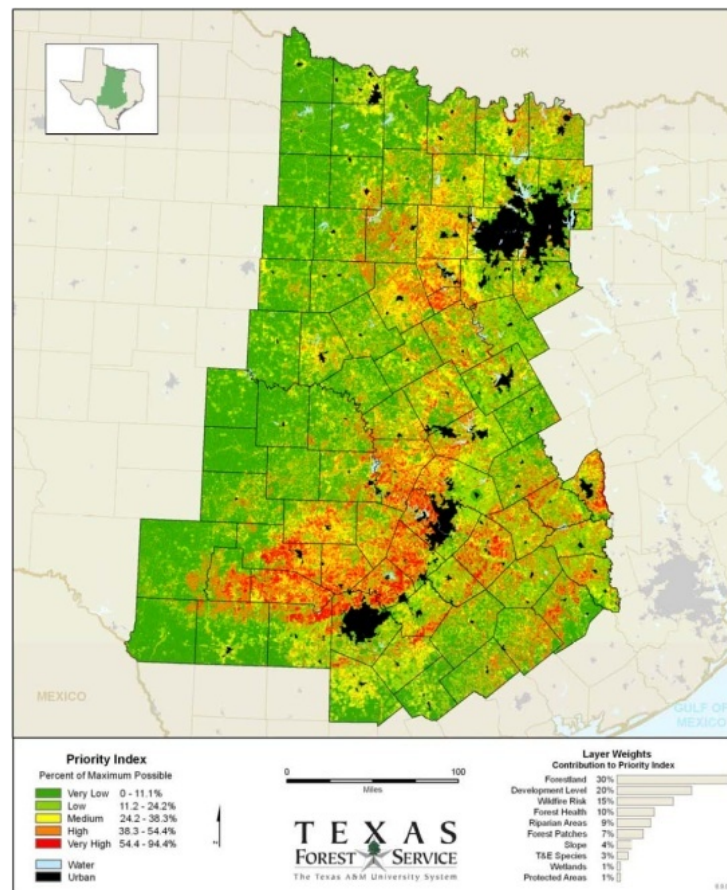 OK
MEXICO
GULF OF
MEXICO
Priority Index
Percent of Maximum Possible
Very Low 0 - 11.1%
Low 11.2 - 24.2%
Medium 24.2 - 38.3%
High 38.3 - 54.4%
Very High 54.4 - 94.4%
Water
Urban
0 100
Miles
TEXAS
FOREST SERVICE
The Texas A&M University System
Layer Weights
Contribution to Priority Index
Forestland 30%
Development Level 20%
Wildfire Risk 15%
Forest Health 10%
Riparian Areas 9%
Forest Patches 7%
Slope 4%
T&E Species 3%
Wetlands 1%
Protected Areas 1%